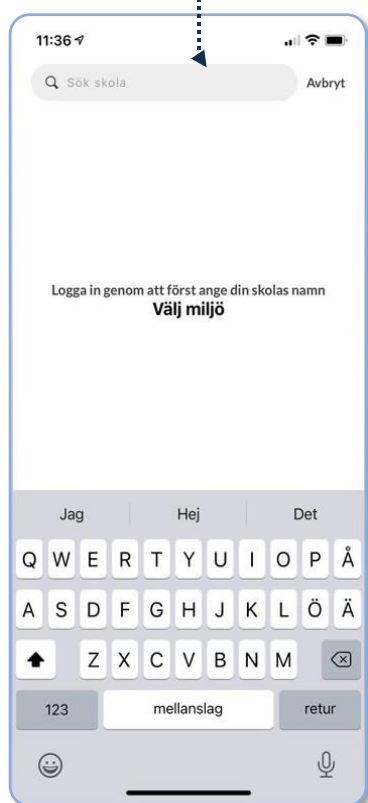 11:36
Sök skola
Avbryt
Logga in genom att först ange din skolas namn
Välj miljö
Jag Hej Det
Q W E R T Y U I O P Å
A S D F G H J K L Ö Ä
Z X C V B N M
123 mellanslag retur